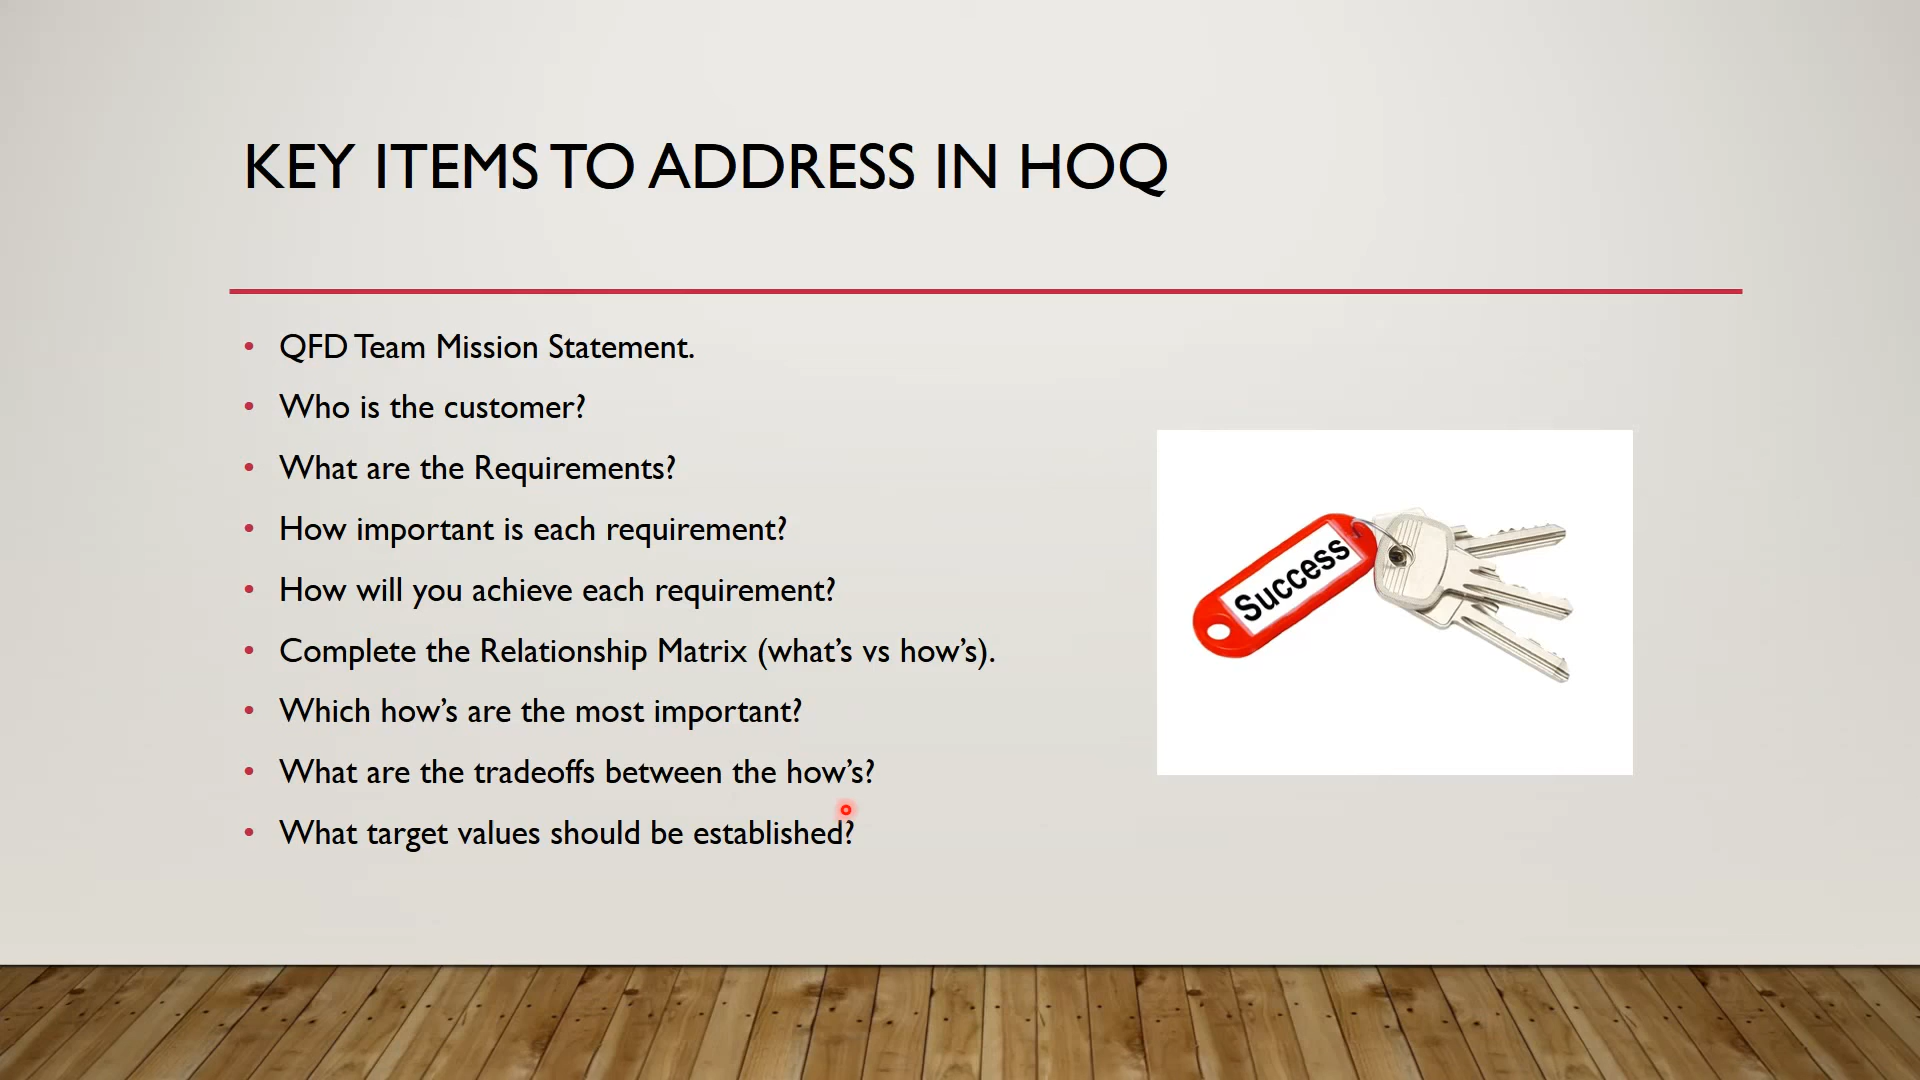 KEY ITEMS TO ADDRESS IN HOQ
• QFD Team Mission Statement.
• Who is the customer?
• What are the Requirements?
• How important is each requirement?
• How will you achieve each requirement?
• Complete the Relationship Matrix (what’s vs how’s).
• Which how’s are the most important?
• What are the tradeoffs between the how’s?
• What target values should be established?
Success